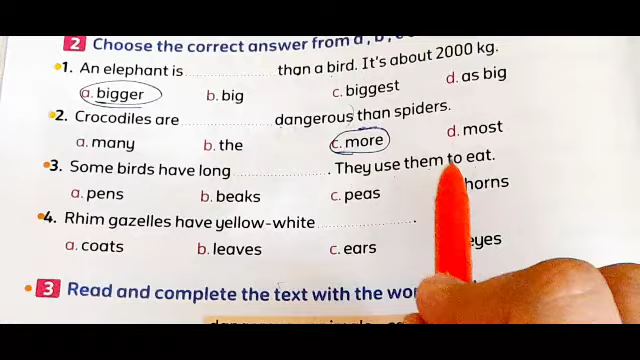 2 Choose the correct answer from a, b, c
1. An elephant is ............ than a bird. It's about 2000 kg.
a. bigger b. big c. biggest d. as big
2. Crocodiles are ............ dangerous than spiders.
a. many b. the c. more d. most
3. Some birds have long ............ . They use them to eat.
a. pens b. beaks c. peas horns
4. Rhim gazelles have yellow-white ............ .
a. coats b. leaves c. ears eyes
3 Read and complete the text with the